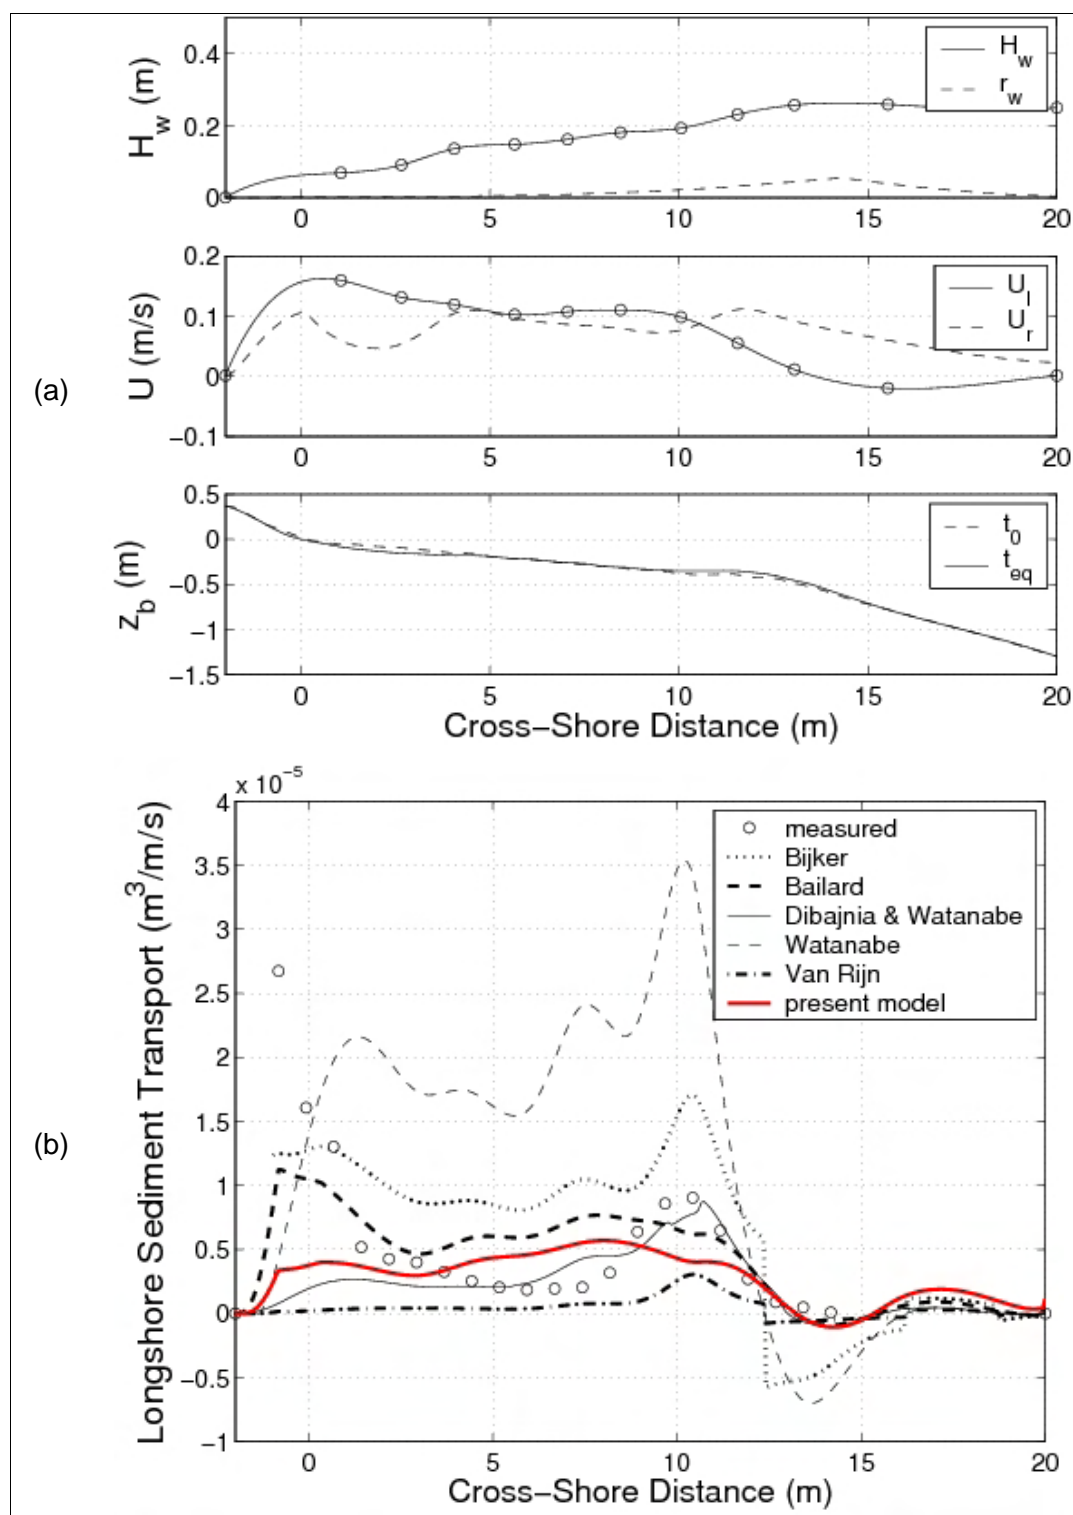 (a)
H_w (m)
0.4
0.2
0
H_w
r_w
0 5 10 15 20
U (m/s)
0.2
0.1
0
−0.1
U_l
U_r
0 5 10 15 20
z_b (m)
0.5
0
−0.5
−1
−1.5
t_0
t_eq
0 5 10 15 20
Cross−Shore Distance (m)
(b)
x 10^−5
Longshore Sediment Transport (m^3/m/s)
4
3.5
3
2.5
2
1.5
1
0.5
0
−0.5
−1
measured
Bijker
Bailard
Dibajnia & Watanabe
Watanabe
Van Rijn
present model
0 5 10 15 20
Cross−Shore Distance (m)